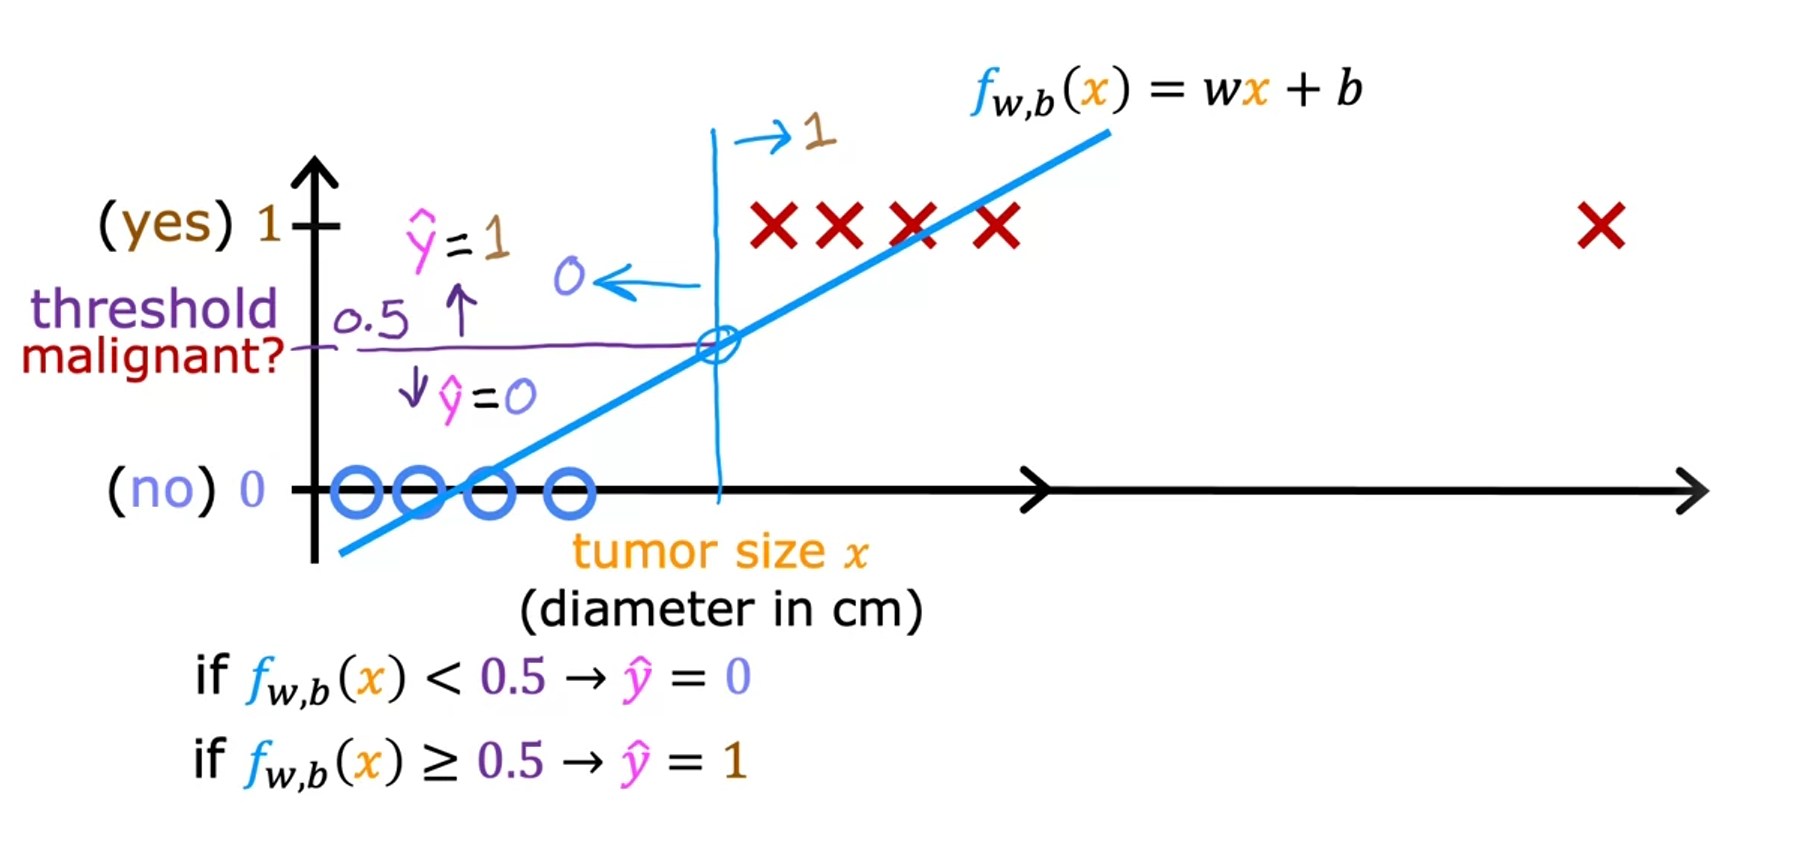 f_{w,b}(x) = wx + b
→ 1
(yes) 1
ŷ = 1
0 ←
threshold
0.5 ↑
malignant?
↓ ŷ = 0
(no) 0
tumor size x
(diameter in cm)
if f_{w,b}(x) < 0.5 → ŷ = 0
if f_{w,b}(x) ≥ 0.5 → ŷ = 1